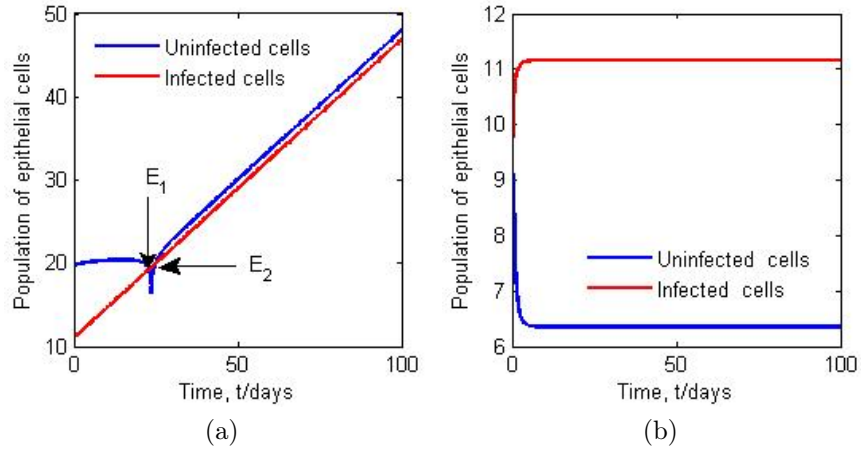 50
40
30
20
10
0
50
100
Population of epithelial cells
Time, t/days
Uninfected cells
Infected cells
E1
E2
(a)
12
11
10
9
8
7
6
0
50
100
Population of epithelial cells
Time, t/days
Uninfected cells
Infected cells
(b)